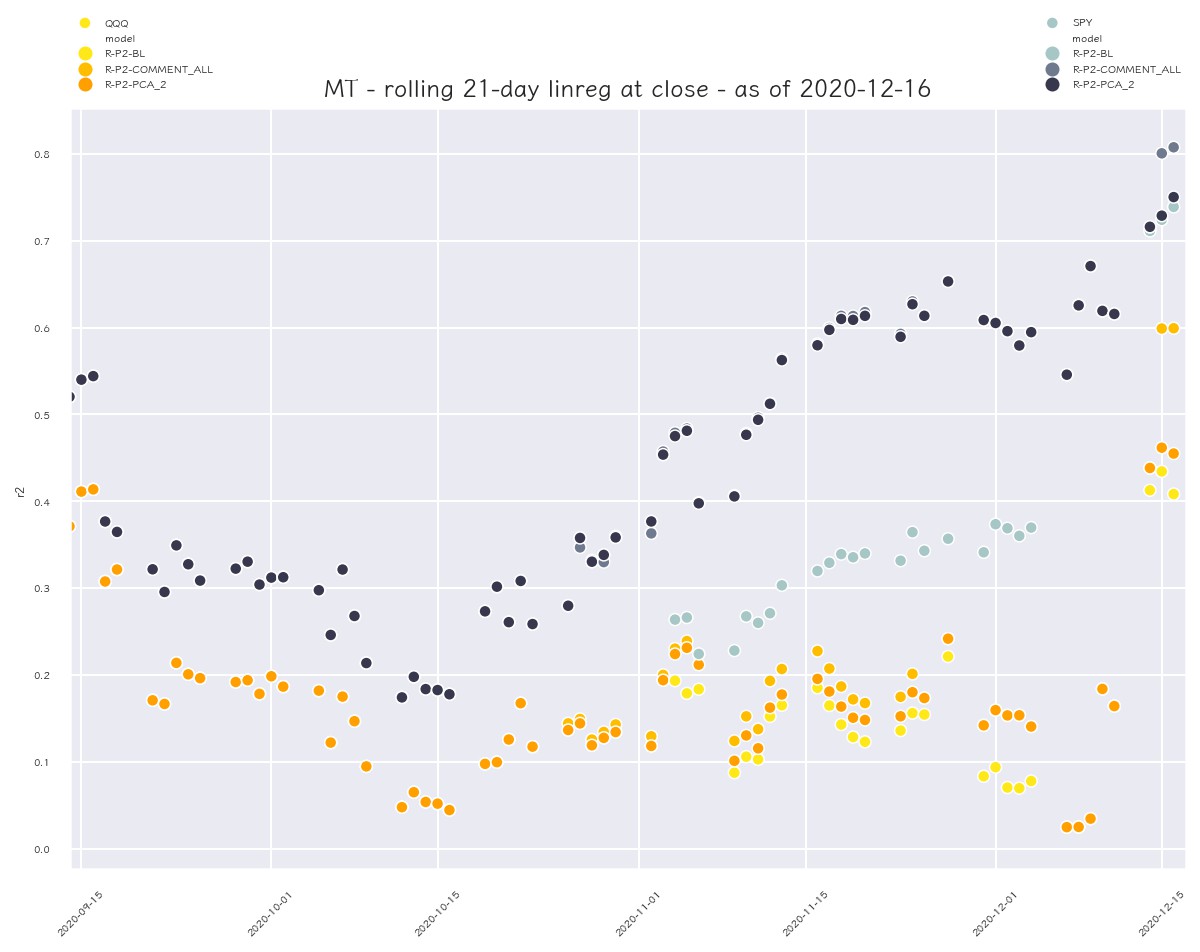 QQQ
model
R-P2-BL
R-P2-COMMENT_ALL
R-P2-PCA_2
SPY
model
R-P2-BL
R-P2-COMMENT_ALL
R-P2-PCA_2
MT - rolling 21-day linreg at close - as of 2020-12-16
0.8
0.7
0.6
0.5
0.4
0.3
0.2
0.1
0.0
r2
2020-09-15
2020-10-01
2020-10-15
2020-11-01
2020-11-15
2020-12-01
2020-12-15